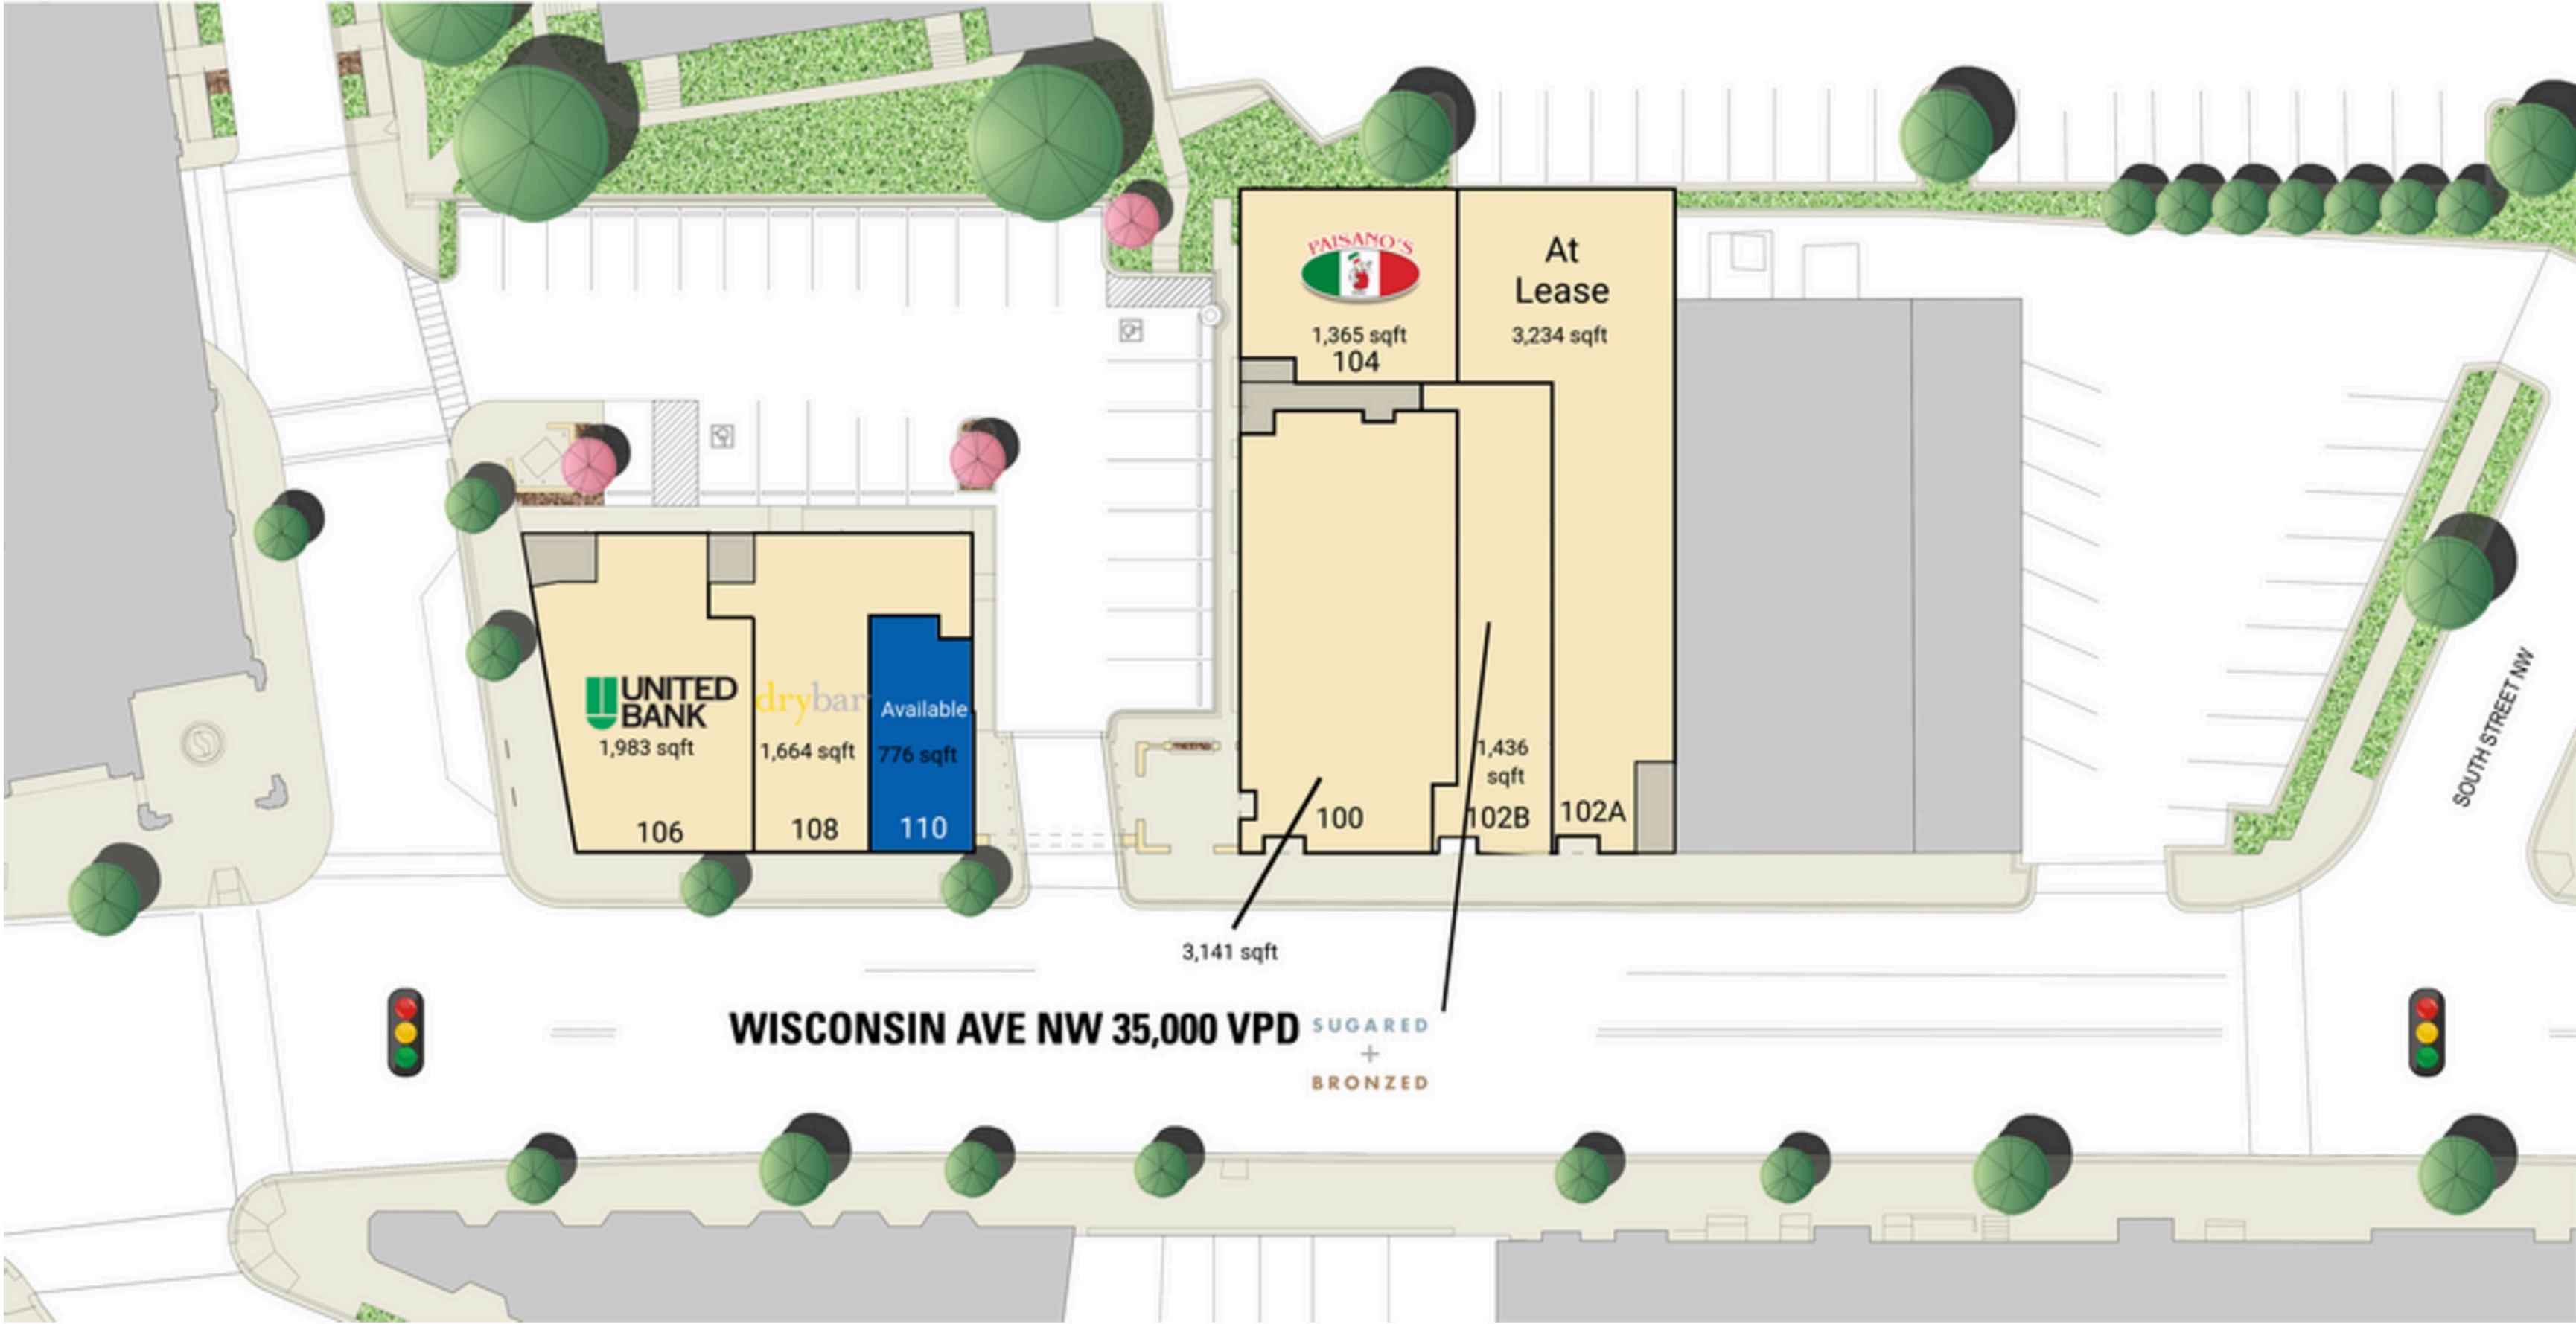 PAISANO'S
1,365 sqft
104
At
Lease
3,234 sqft
UNITED
BANK
1,983 sqft
106
drybar
1,664 sqft
108
Available
776 sqft
110
100
3,141 sqft
1,436
sqft
102B
102A
SOUTH STREET NW
WISCONSIN AVE NW 35,000 VPD
SUGARED
+
BRONZED